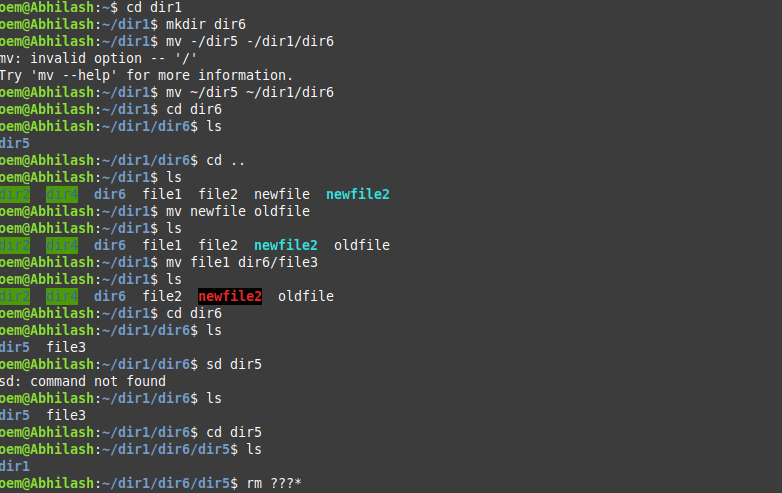 oem@Abhilash:~$ cd dir1
oem@Abhilash:~/dir1$ mkdir dir6
oem@Abhilash:~/dir1$ mv -/dir5 -/dir1/dir6
mv: invalid option -- '/'
Try 'mv --help' for more information.
oem@Abhilash:~/dir1$ mv ~/dir5 ~/dir1/dir6
oem@Abhilash:~/dir1$ cd dir6
oem@Abhilash:~/dir1/dir6$ ls
dir5
oem@Abhilash:~/dir1/dir6$ cd ..
oem@Abhilash:~/dir1$ ls
dir2 dir4 dir6 file1 file2 newfile newfile2
oem@Abhilash:~/dir1$ mv newfile oldfile
oem@Abhilash:~/dir1$ ls
dir2 dir4 dir6 file1 file2 newfile2 oldfile
oem@Abhilash:~/dir1$ mv file1 dir6/file3
oem@Abhilash:~/dir1$ ls
dir2 dir4 dir6 file2 newfile2 oldfile
oem@Abhilash:~/dir1$ cd dir6
oem@Abhilash:~/dir1/dir6$ ls
dir5 file3
oem@Abhilash:~/dir1/dir6$ sd dir5
sd: command not found
oem@Abhilash:~/dir1/dir6$ ls
dir5 file3
oem@Abhilash:~/dir1/dir6$ cd dir5
oem@Abhilash:~/dir1/dir6/dir5$ ls
dir1
oem@Abhilash:~/dir1/dir6/dir5$ rm ???*